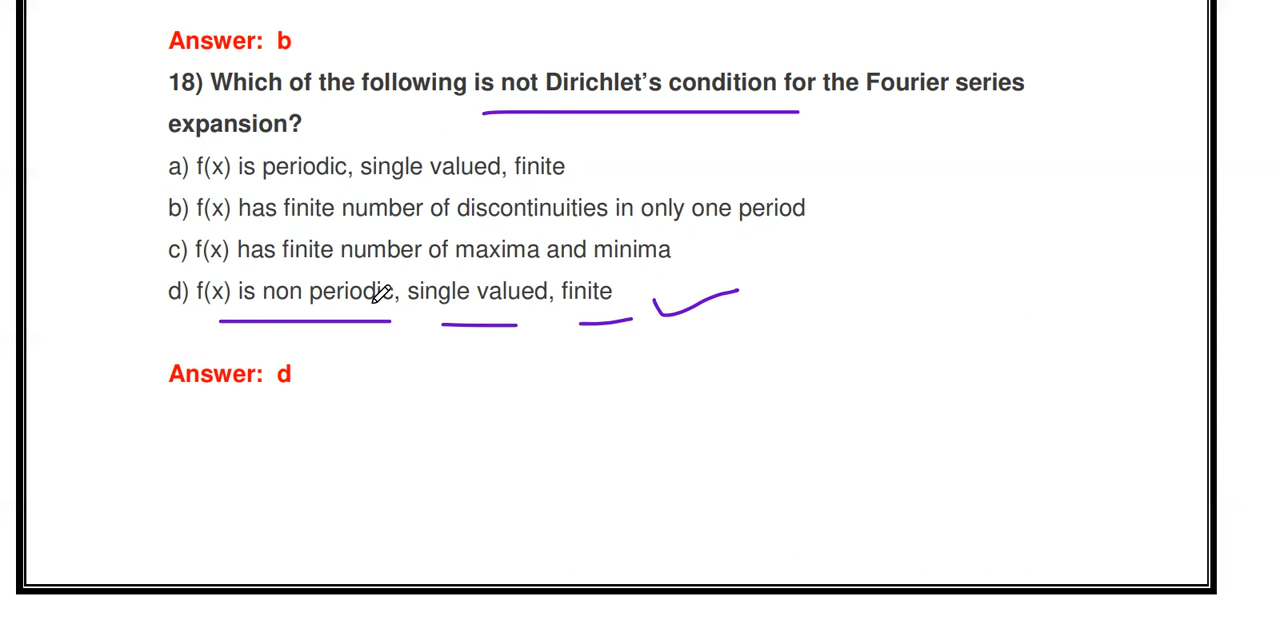 Answer: b
18) Which of the following is not Dirichlet’s condition for the Fourier series
expansion?
a) f(x) is periodic, single valued, finite
b) f(x) has finite number of discontinuities in only one period
c) f(x) has finite number of maxima and minima
d) f(x) is non periodic, single valued, finite
Answer: d